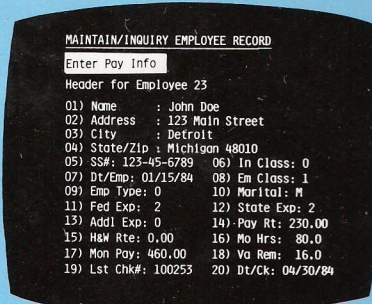 MAINTAIN/INQUIRY EMPLOYEE RECORD
Enter Pay Info
Header for Employee 23
01) Name : John Doe
02) Address : 123 Main Street
03) City : Detroit
04) State/Zip : Michigan 48010
05) SS#: 123-45-6789 06) In Class: 0
07) Dt/Emp: 01/15/84 08) Em Class: 1
09) Emp Type: 0 10) Marital: M
11) Fed Exp: 2 12) State Exp: 2
13) Addl Exp: 0 14) Pay Rt: 230.00
15) H&W Rte: 0.00 16) Mo Hrs: 80.0
17) Mon Pay: 460.00 18) Va Rem: 16.0
19) Lst Chk#: 100253 20) Dt/Ck: 04/30/84